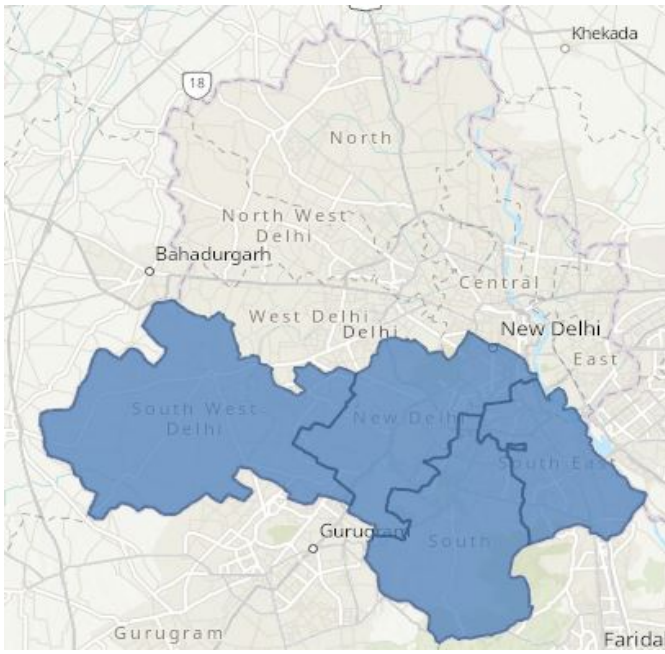 Khekada
18
North
North West
Delhi
Bahadurgarh
Central
West Delhi
Delhi
New Delhi
East
South West
Delhi
New Delhi
South East
Gurugram
South
Gurugram
Farida